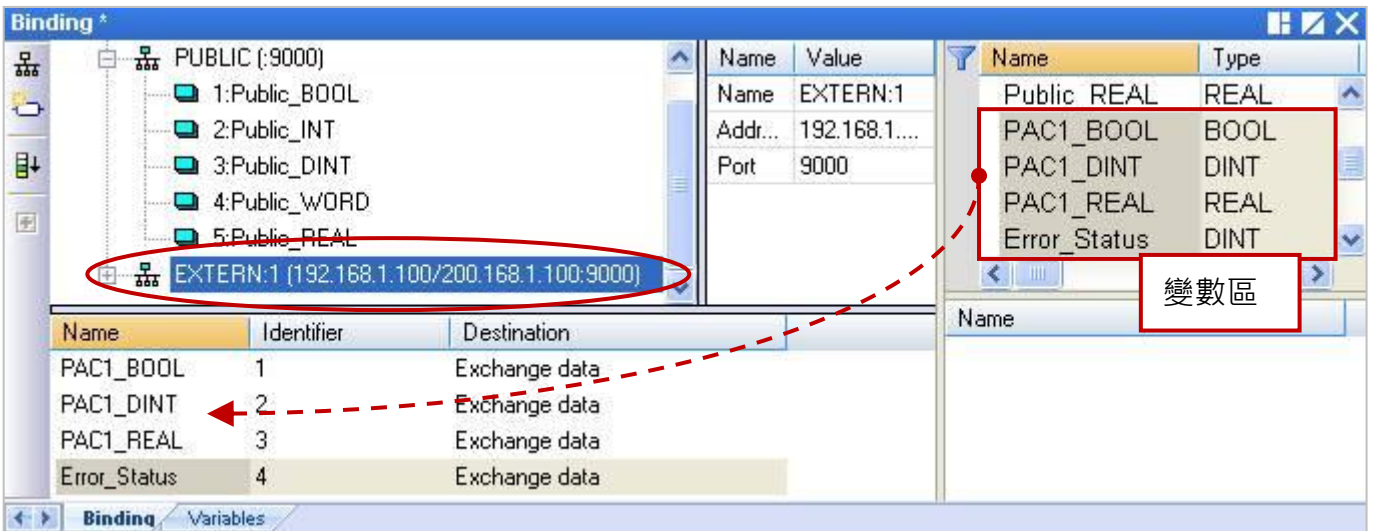 Binding *
PUBLIC (:9000)
1:Public_BOOL
2:Public_INT
3:Public_DINT
4:Public_WORD
5:Public_REAL
EXTERN:1 (192.168.1.100/200.168.1.100:9000)
Name Value
Name EXTERN:1
Addr... 192.168.1....
Port 9000
Name Type
Public_REAL REAL
PAC1_BOOL BOOL
PAC1_DINT DINT
PAC1_REAL REAL
Error_Status DINT
變數區
Name
Name Identifier Destination
PAC1_BOOL 1 Exchange data
PAC1_DINT 2 Exchange data
PAC1_REAL 3 Exchange data
Error_Status 4 Exchange data
Binding Variables